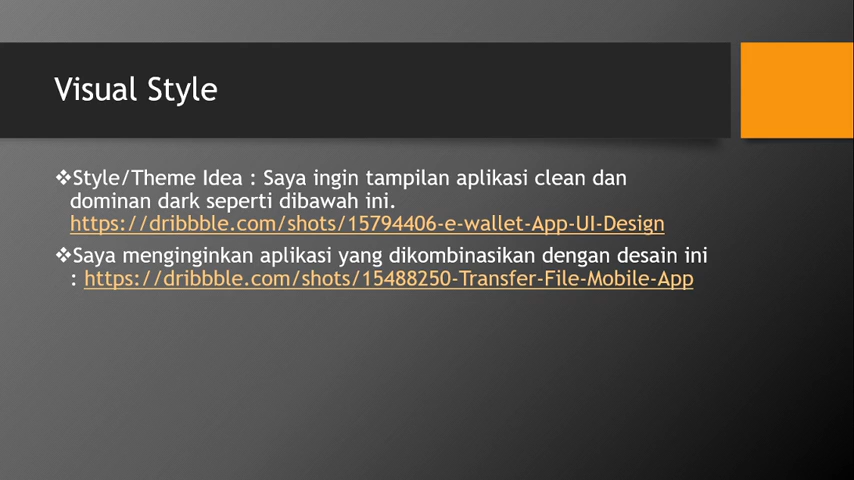 Visual Style
❖Style/Theme Idea : Saya ingin tampilan aplikasi clean dan
dominan dark seperti dibawah ini.
https://dribbble.com/shots/15794406-e-wallet-App-UI-Design
❖Saya menginginkan aplikasi yang dikombinasikan dengan desain ini
: https://dribbble.com/shots/15488250-Transfer-File-Mobile-App